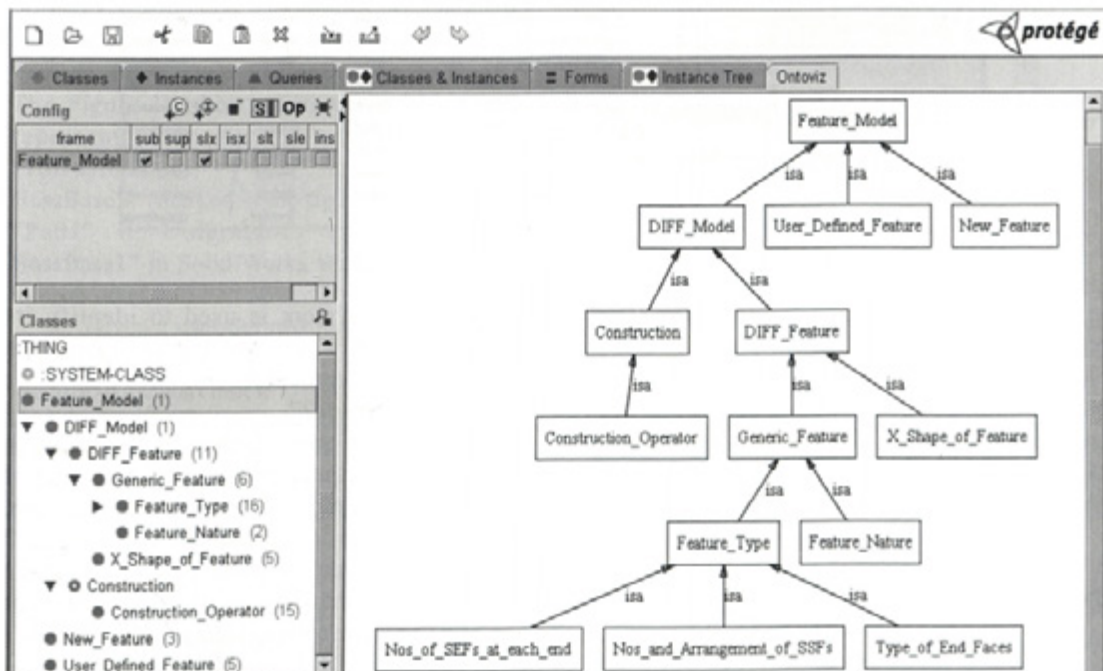 protégé
Classes Instances Queries Classes & Instances Forms Instance Tree Ontoviz
Config Op
frame sub sup slx isx slt sle ins
Feature_Model
Classes
:THING
:SYSTEM-CLASS
Feature_Model (1)
DIFF_Model (1)
DIFF_Feature (11)
Generic_Feature (6)
Feature_Type (16)
Feature_Nature (2)
X_Shape_of_Feature (5)
Construction
Construction_Operator (15)
New_Feature (3)
User_Defined_Feature (5)
Feature_Model
isa isa isa
DIFF_Model User_Defined_Feature New_Feature
isa isa
Construction DIFF_Feature
isa isa isa
Construction_Operator Generic_Feature X_Shape_of_Feature
isa isa
Feature_Type Feature_Nature
isa isa isa
Nos_of_SEFs_at_each_end Nos_and_Arrangement_of_SSFs Type_of_End_Faces